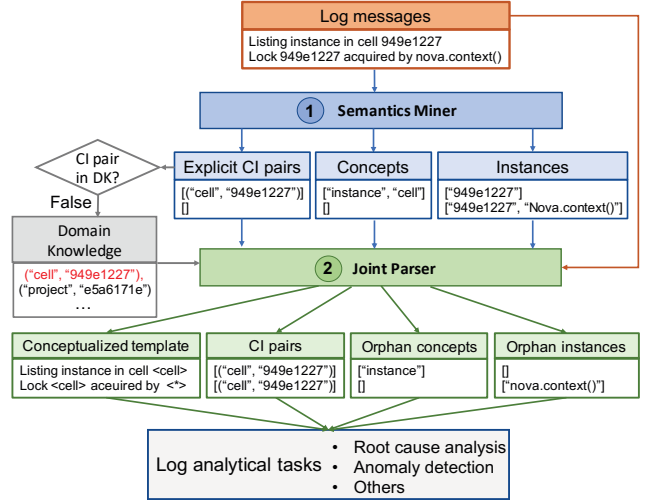 Log messages
Listing instance in cell 949e1227
Lock 949e1227 acquired by nova.context()
1 Semantics Miner
CI pair
in DK?
False
Explicit CI pairs
[("cell", "949e1227")]
[]
Concepts
["instance", "cell"]
[]
Instances
["949e1227"]
["949e1227", "Nova.context()"]
Domain
Knowledge
("cell", "949e1227"),
("project", "e5a6171e")
...
2 Joint Parser
Conceptualized template
Listing instance in cell <cell>
Lock <cell> aceuired by <*>
CI pairs
[("cell", "949e1227")]
[("cell", "949e1227")]
Orphan concepts
["instance"]
[]
Orphan instances
[]
["nova.context()"]
Log analytical tasks
• Root cause analysis
• Anomaly detection
• Others